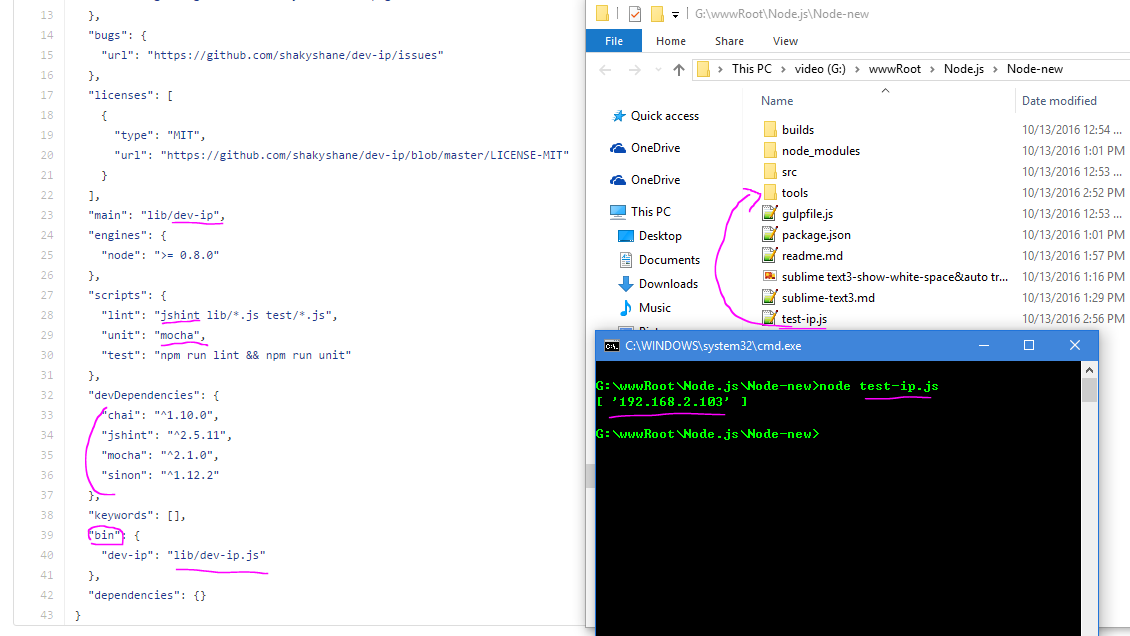 13 },
14 "bugs": {
15 "url": "https://github.com/shakyshane/dev-ip/issues"
16 },
17 "licenses": [
18 {
19 "type": "MIT",
20 "url": "https://github.com/shakyshane/dev-ip/blob/master/LICENSE-MIT"
21 }
22 ],
23 "main": "lib/dev-ip",
24 "engines": {
25 "node": ">= 0.8.0"
26 },
27 "scripts": {
28 "lint": "jshint lib/*.js test/*.js",
29 "unit": "mocha",
30 "test": "npm run lint && npm run unit"
31 },
32 "devDependencies": {
33 "chai": "^1.10.0",
34 "jshint": "^2.5.11",
35 "mocha": "^2.1.0",
36 "sinon": "^1.12.2"
37 },
38 "keywords": [],
39 "bin": {
40 "dev-ip": "lib/dev-ip.js"
41 },
42 "dependencies": {}
43 }
G:\wwwRoot\Node.js\Node-new
File Home Share View
This PC > video (G:) > wwwRoot > Node.js > Node-new
Quick access
OneDrive
OneDrive
This PC
Desktop
Documents
Downloads
Music
Name Date modified
builds 10/13/2016 12:54 ...
node_modules 10/13/2016 1:01 PM
src 10/13/2016 12:53 ...
tools 10/13/2016 2:52 PM
gulpfile.js 10/13/2016 12:53 ...
package.json 10/13/2016 1:01 PM
readme.md 10/13/2016 1:57 PM
sublime text3-show-white-space&auto tr... 10/13/2016 1:16 PM
sublime-text3.md 10/13/2016 1:29 PM
test-ip.js 10/13/2016 2:56 PM
C:\WINDOWS\system32\cmd.exe
G:\wwwRoot\Node.js\Node-new>node test-ip.js
[ '192.168.2.103' ]
G:\wwwRoot\Node.js\Node-new>